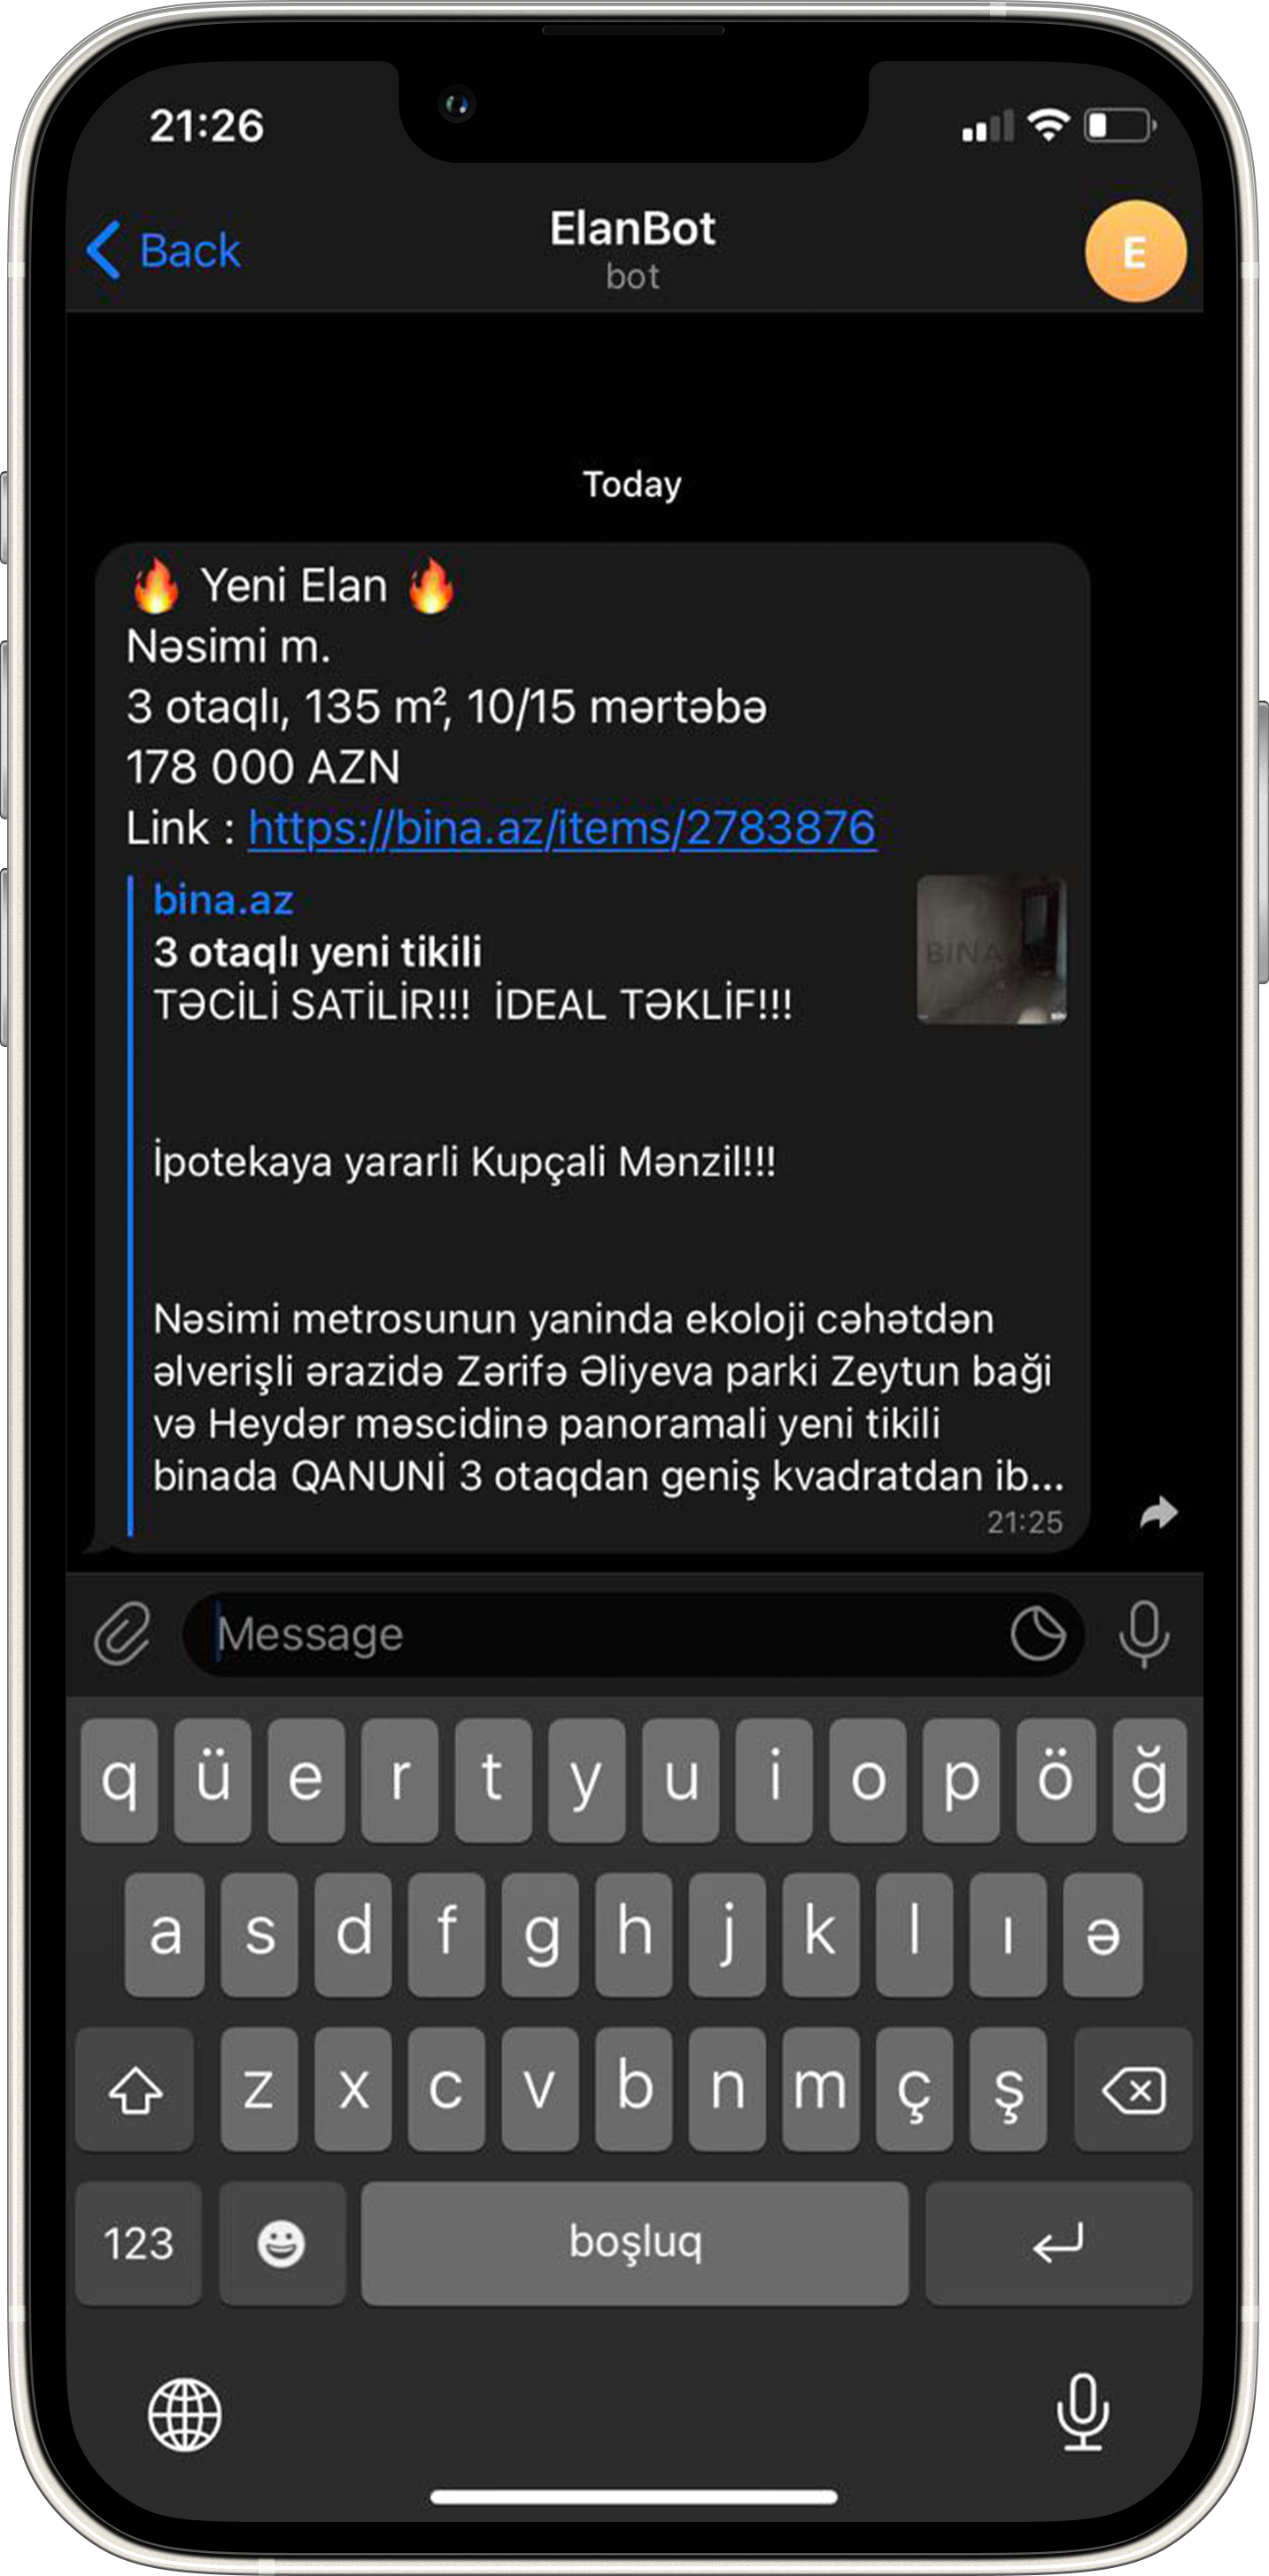 21:26
Back
ElanBot
bot
E
Today
🔥 Yeni Elan 🔥
Nəsimi m.
3 otaqlı, 135 m², 10/15 mərtəbə
178 000 AZN
Link : https://bina.az/items/2783876
bina.az
3 otaqlı yeni tikili
TƏCİLİ SATİLİR!!!  İDEAL TƏKLİF!!!
BINA
İpotekaya yararli Kupçali Mənzil!!!
Nəsimi metrosunun yaninda ekoloji cəhətdən
əlverişli ərazidə Zərifə Əliyeva parki Zeytun baği
və Heydər məscidinə panoramali yeni tikili
binada QANUNİ 3 otaqdan geniş kvadratdan ib...
21:25
Message
q ü e r t y u i o p ö ğ
a s d f g h j k l ı ə
z x c v b n m ç ş
123 boşluq